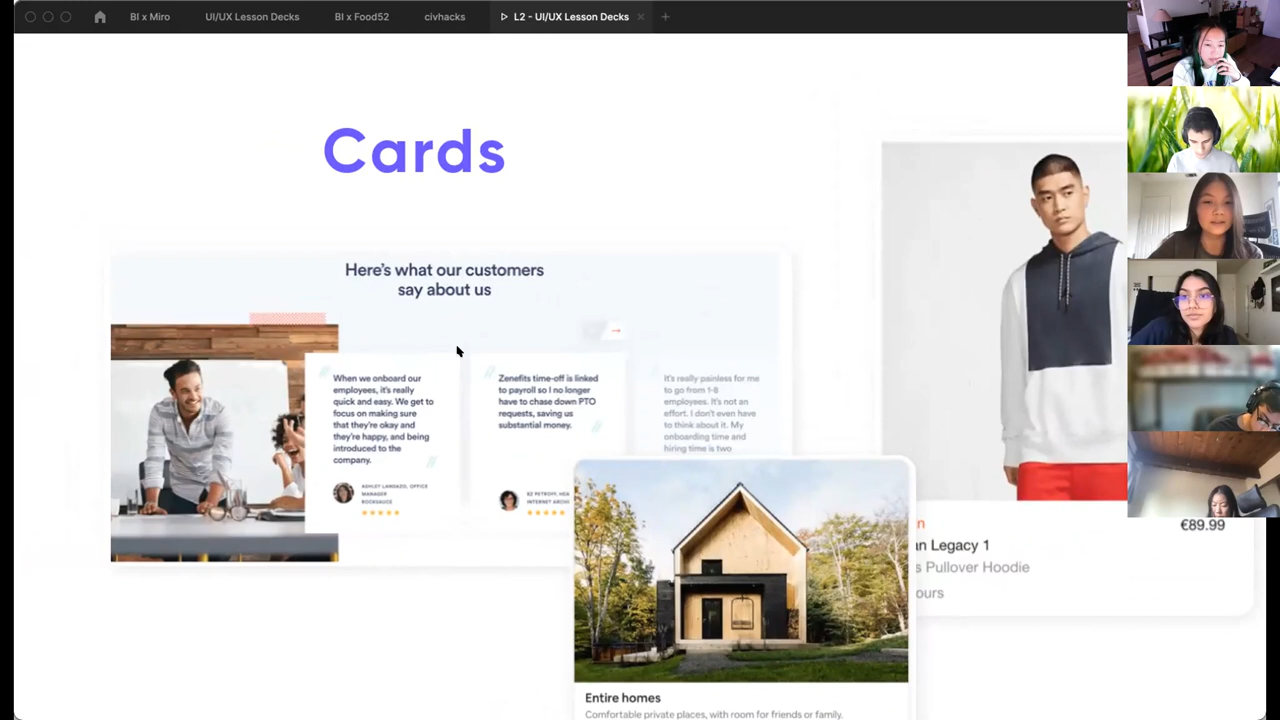 BI x Miro
UI/UX Lesson Decks
BI x Food52
civhacks
L2 - UI/UX Lesson Decks
Cards
Here's what our customers
say about us
When we onboard our
employees, it's really
quick and easy. We get to
focus on making sure
that they're okay and
they're happy, and being
introduced to the
company.
OFFICE
MANAGER
ROCKSAUCE
Zenefits time-off is linked
to payroll so I no longer
have to chase down PTO
requests, saving us
substantial money.
INTERNET
It's really painless for me
to go from 1-8
employees. It's not an
effort. I don't even have
to think about it. My
onboarding time and
hiring time is two
Entire homes
Comfortable private places, with room for friends or family.
n
€89.99
an Legacy 1
s Pullover Hoodie
ours